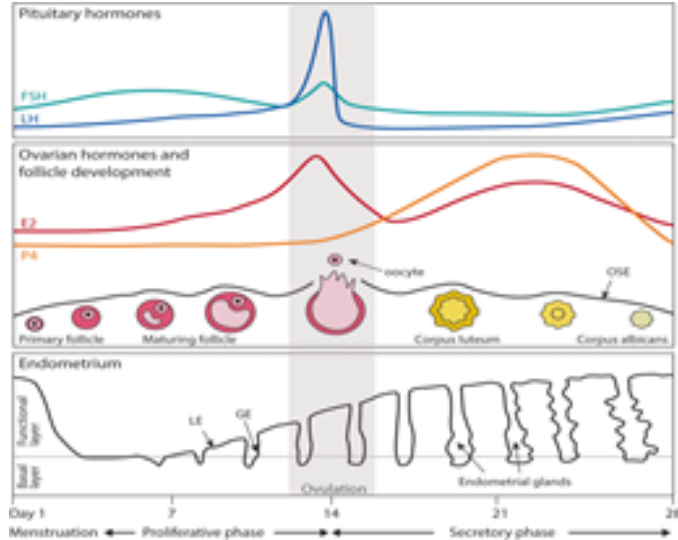 Pituitary hormones
FSH
LH
Ovarian hormones and
follicle development
E2
P4
oocyte
OSE
Primary follicle
Maturing follicle
Corpus luteum
Corpus albicans
Endometrium
Functional
layer
Basal
layer
LE
GE
Endometrial glands
Ovulation
Day 1
7
14
21
28
Menstruation
Proliferative phase
Secretory phase